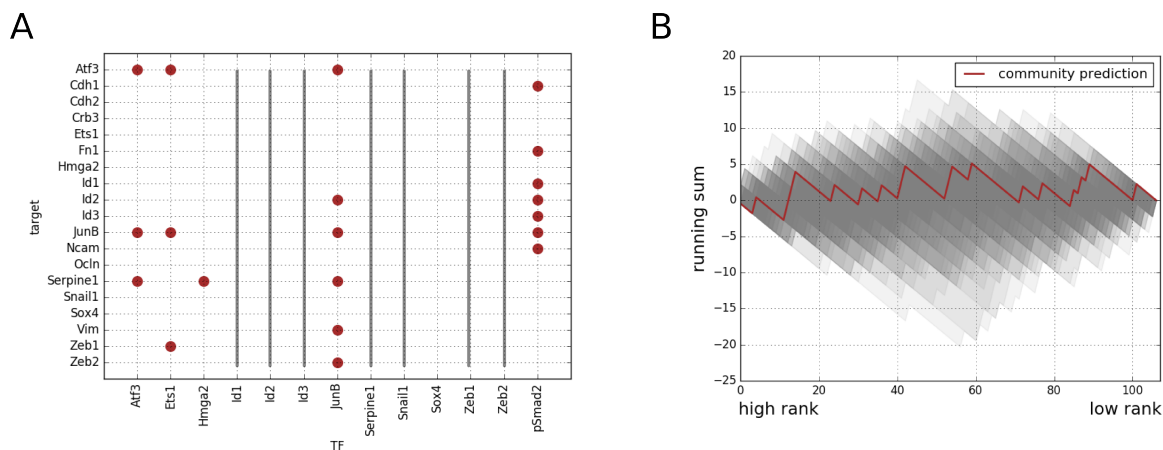 A
Atf3
Cdh1
Cdh2
Crb3
Ets1
Fn1
Hmga2
Id1
Id2
Id3
JunB
Ncam
Ocln
Serpine1
Snail1
Sox4
Vim
Zeb1
Zeb2
target
Atf3
Ets1
Hmga2
Id1
Id2
Id3
JunB
Serpine1
Snail1
Sox4
Zeb1
Zeb2
pSmad2
TF
B
20
15
10
5
0
−5
−10
−15
−20
−25
running sum
community prediction
0 20 40 60 80 100
high rank low rank